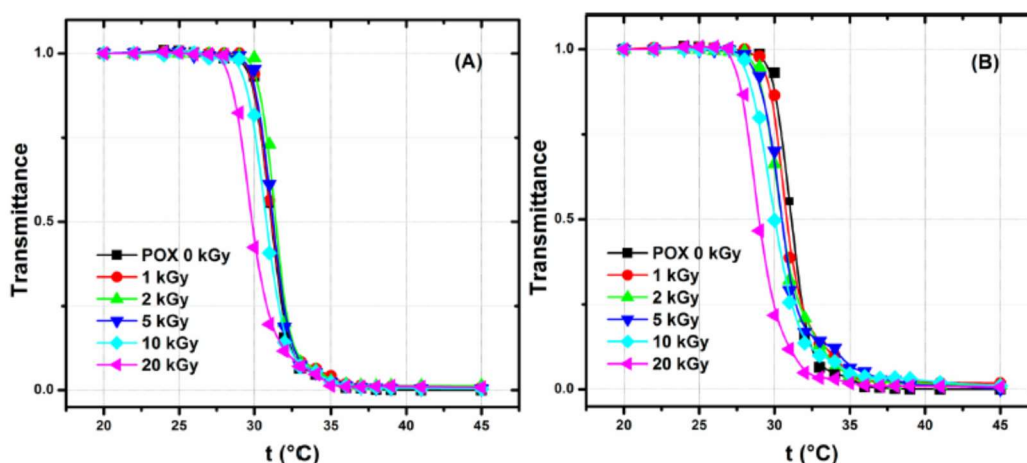 (A)
Transmittance
1.0
0.5
0.0
POX 0 kGy
1 kGy
2 kGy
5 kGy
10 kGy
20 kGy
20 25 30 35 40 45
t (°C)
(B)
Transmittance
1.0
0.5
0.0
POX 0 kGy
1 kGy
2 kGy
5 kGy
10 kGy
20 kGy
20 25 30 35 40 45
t (°C)